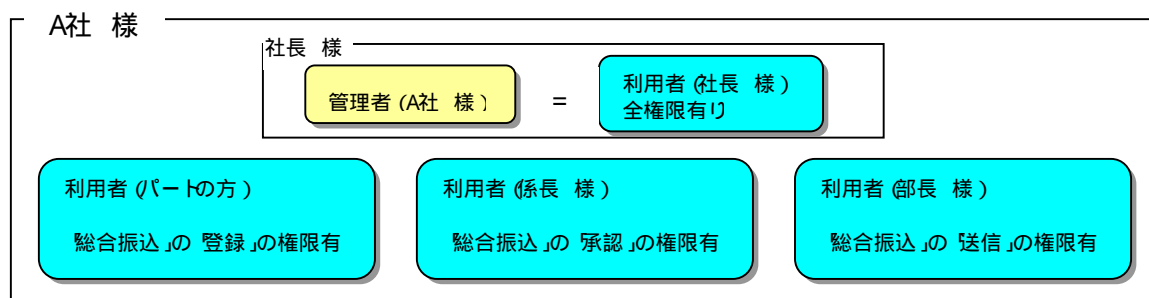 A社 様
社長 様
管理者(A社 様)
=
利用者(社長 様)
全権限有り
利用者(パートの方)
「総合振込」の「登録」の権限有
利用者(係長 様)
「総合振込」の「承認」の権限有
利用者(部長 様)
「総合振込」の「送信」の権限有